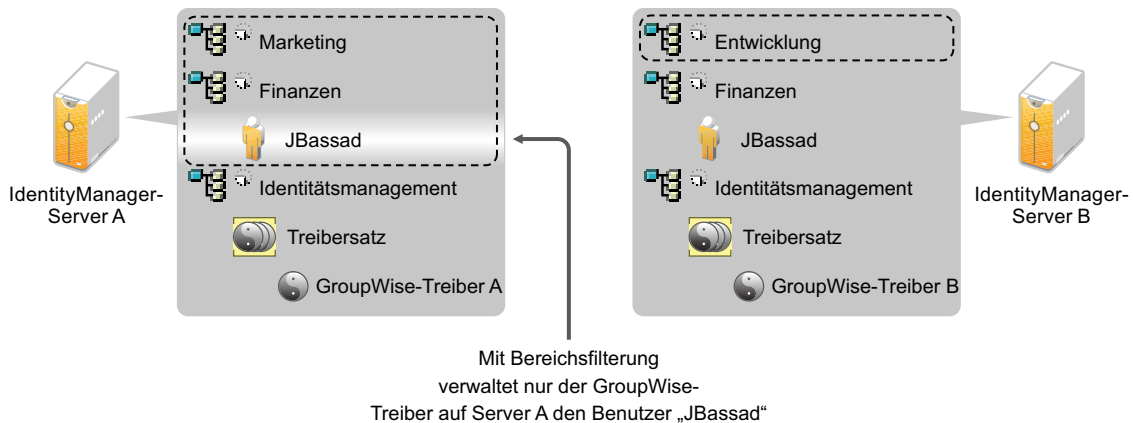 Marketing
Finanzen
JBassad
Identitätsmanagement
Treibersatz
GroupWise-Treiber A
IdentityManager-
Server A
Entwicklung
Finanzen
JBassad
Identitätsmanagement
Treibersatz
GroupWise-Treiber B
IdentityManager-
Server B
Mit Bereichsfilterung
verwaltet nur der GroupWise-
Treiber auf Server A den Benutzer „JBassad“